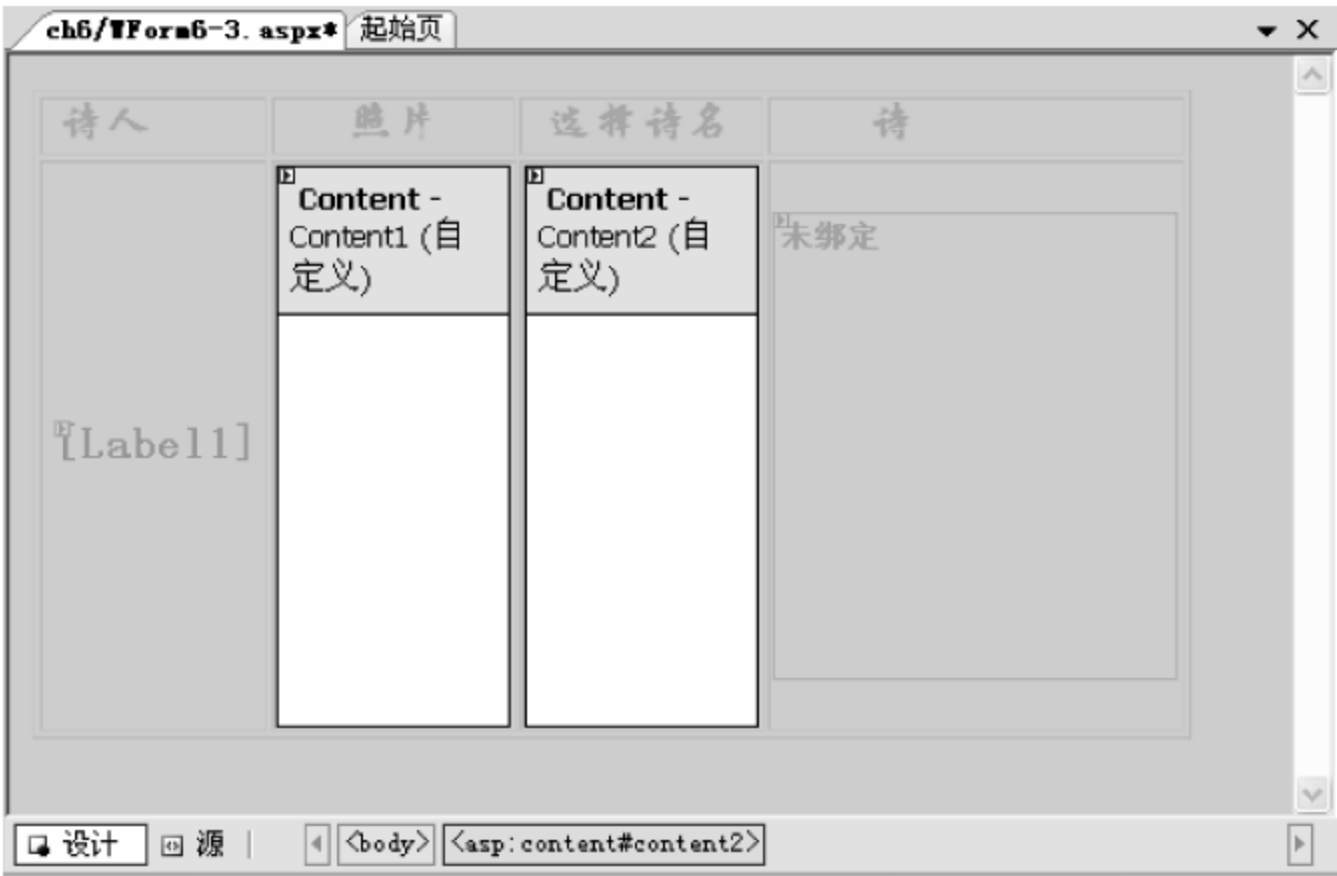 ch6/WForm6-3.aspx* 起始页
诗人 照片 选择诗名 诗
Content -
Content1 (自
定义)
Content -
Content2 (自
定义)
未绑定
[Label1]
设计 源 <body> <asp:content#content2>